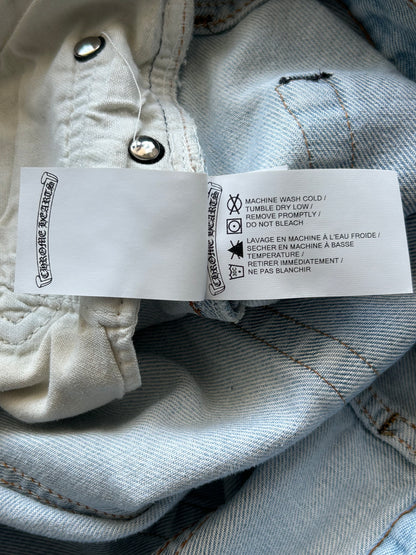 CHROME HEARTS
CHROME HEARTS
MACHINE WASH COLD /
TUMBLE DRY LOW /
REMOVE PROMPTLY /
DO NOT BLEACH
LAVAGE EN MACHINE À L'EAU FROIDE /
SECHER EN MACHINE À BASSE
TEMPERATURE /
RETIRER IMMÉDIATEMENT /
NE PAS BLANCHIR